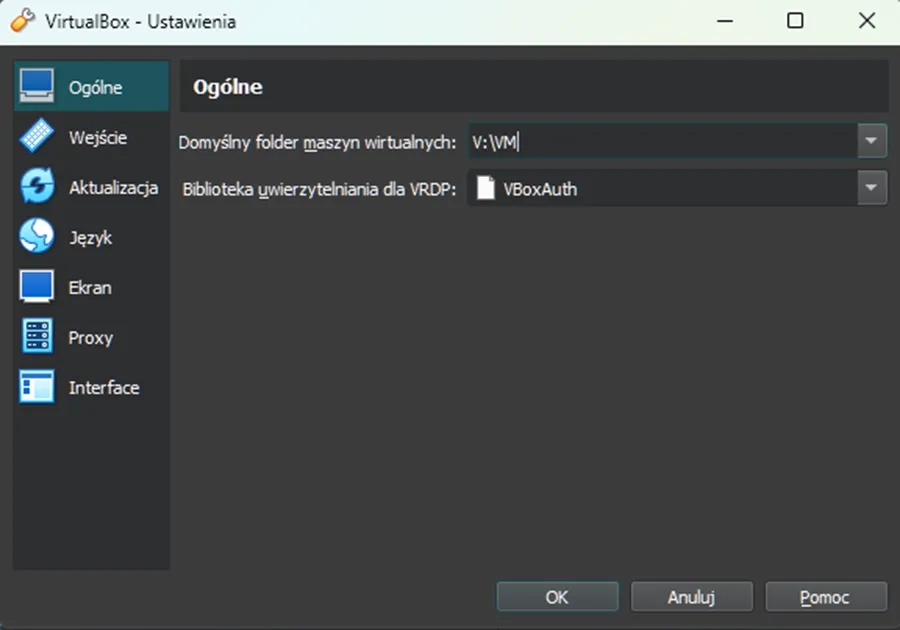 VirtualBox - Ustawienia
Ogólne
Wejście
Aktualizacja
Język
Ekran
Proxy
Interface
Ogólne
Domyślny folder maszyn wirtualnych: V:\VM
Biblioteka uwierzytelniania dla VRDP: VBoxAuth
OK Anuluj Pomoc